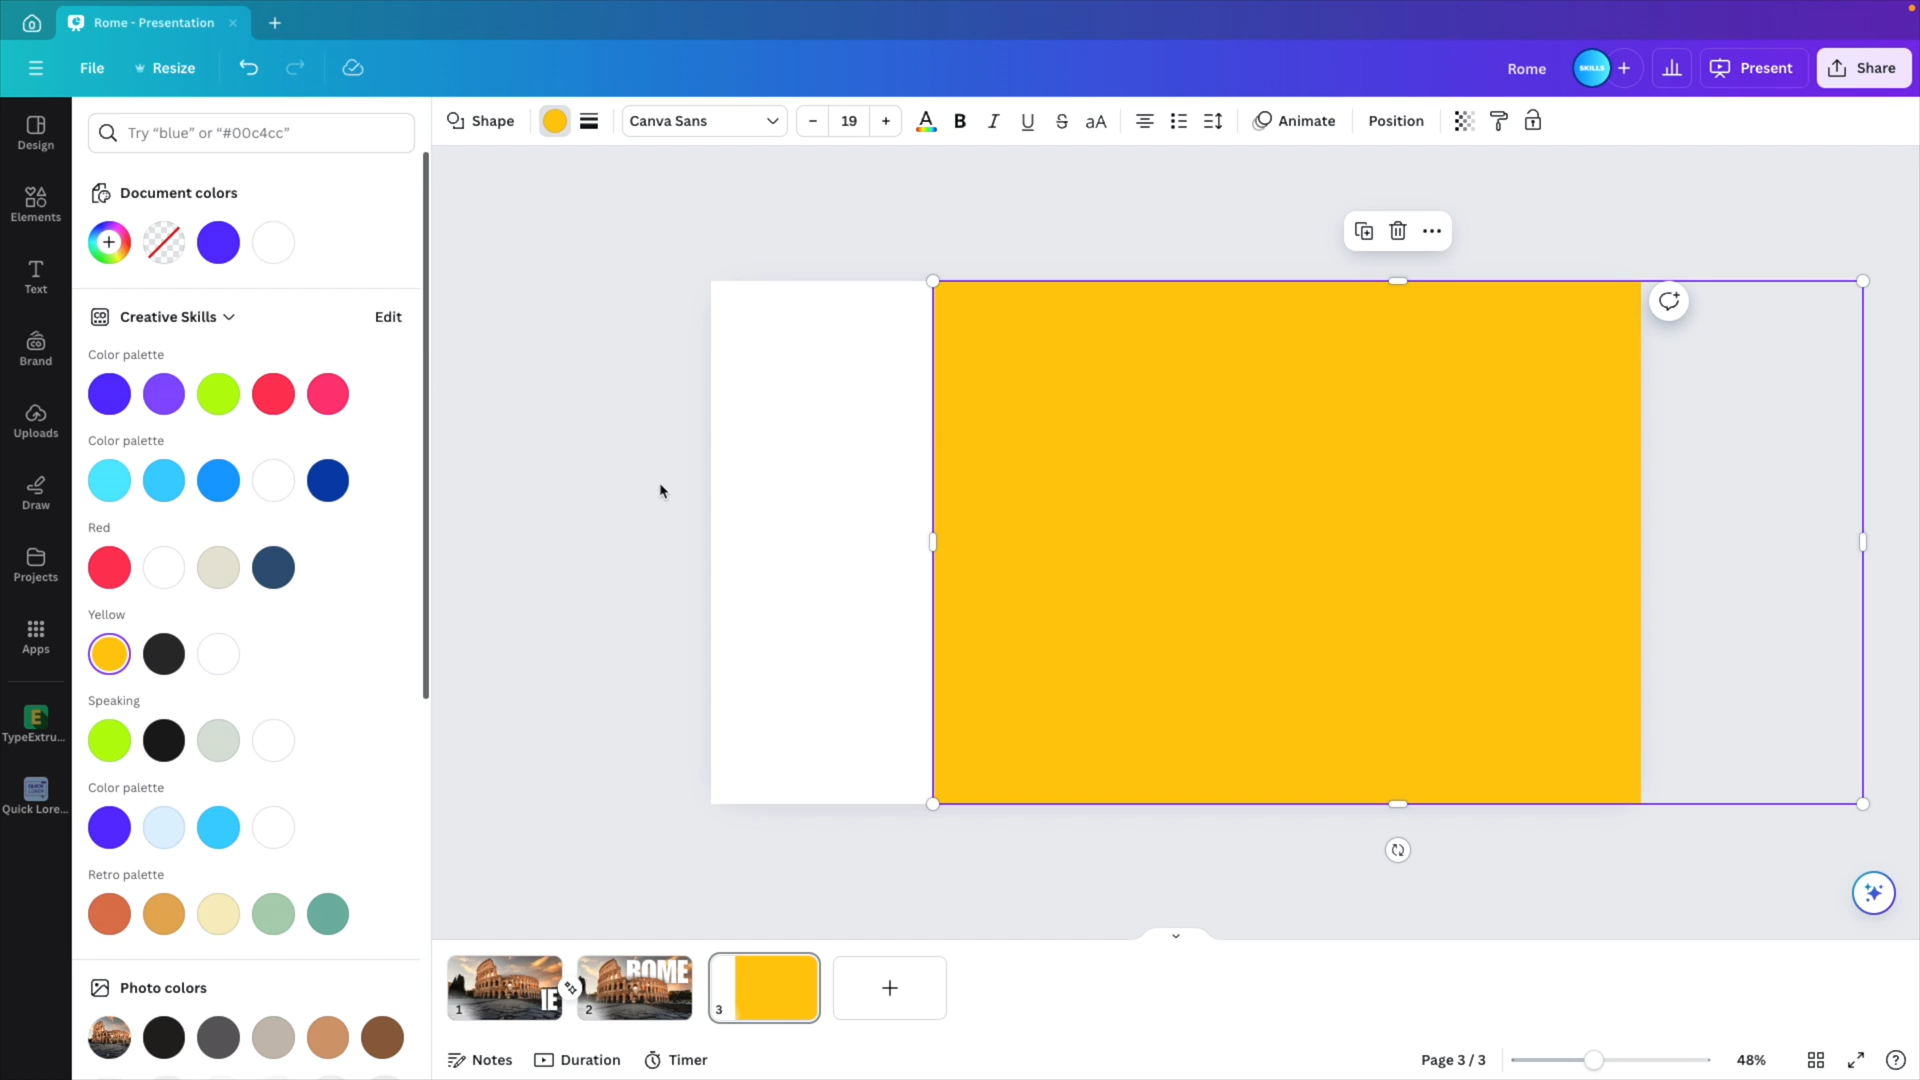 Rome - Presentation
File
Resize
Rome
SKILLS
Present
Share
Design
Elements
Text
Brand
Uploads
Draw
Projects
Apps
TypeExtru...
Quick Lore...
Try “blue” or “#00c4cc”
Document colors
Creative Skills
Edit
Color palette
Color palette
Red
Yellow
Speaking
Color palette
Retro palette
Photo colors
Shape
Canva Sans
19
A
B
I
U
S
aA
Animate
Position
1
IE
2
ROME
3
Notes
Duration
Timer
Page 3 / 3
48%